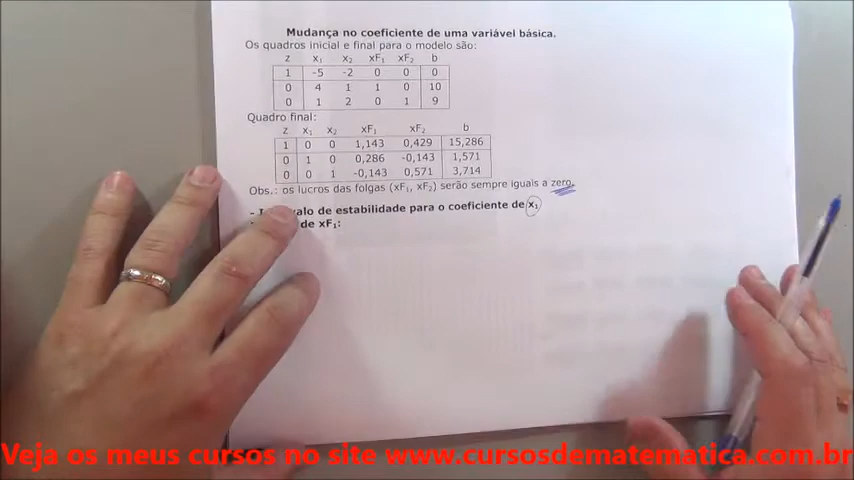 Mudança no coeficiente de uma variável básica.
Os quadros inicial e final para o modelo são:
z x₁ x₂ xF₁ xF₂ b
1 -5 -2 0 0 0
0 4 1 1 0 10
0 1 2 0 1 9
Quadro final:
z x₁ x₂ xF₁ xF₂ b
1 0 0 1,143 0,429 15,286
0 1 0 0,286 -0,143 1,571
0 0 1 -0,143 0,571 3,714
Obs.: os lucros das folgas (xF₁, xF₂) serão sempre iguais a zero.
valo de estabilidade para o coeficiente de x₁
de xF₁:
Veja os meus cursos no site www.cursosdematematica.com.br